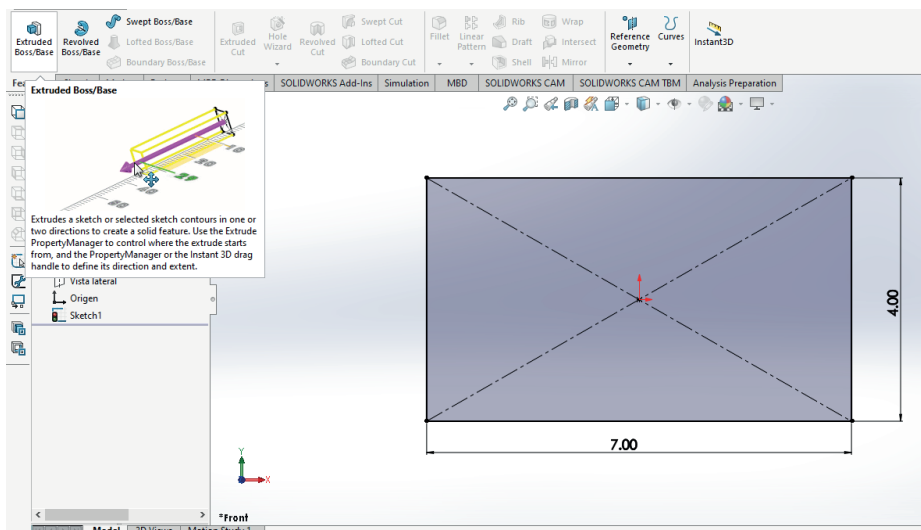 Extruded
Boss/Base
Revolved
Boss/Base
Swept Boss/Base
Lofted Boss/Base
Boundary Boss/Base
Extruded
Cut
Hole
Wizard
Revolved
Cut
Swept Cut
Lofted Cut
Boundary Cut
Fillet
Linear
Pattern
Rib
Draft
Shell
Wrap
Intersect
Mirror
Reference
Geometry
Curves
Instant3D
SOLIDWORKS Add-Ins
Simulation
MBD
SOLIDWORKS CAM
SOLIDWORKS CAM TBM
Analysis Preparation
Extruded Boss/Base
Extrudes a sketch or selected sketch contours in one or
two directions to create a solid feature. Use the Extrude
PropertyManager to control where the extrude starts
from, and the PropertyManager or the Instant 3D drag
handle to define its direction and extent.
Vista lateral
Origen
Sketch1
4.00
7.00
Y
X
*Front
Model
3D Views
Motion Study 1